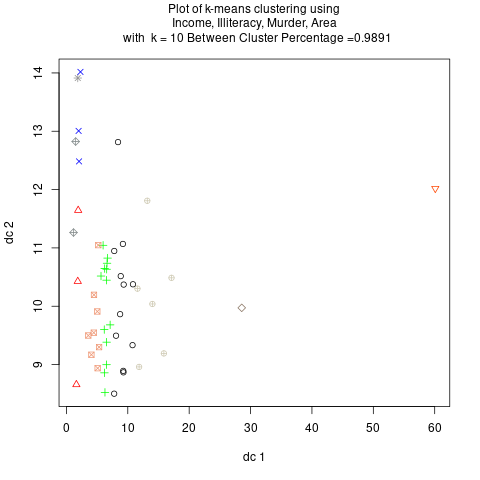 Plot of k-means clustering using
Income, Illiteracy, Murder, Area
with k = 10 Between Cluster Percentage =0.9891
14
13
12
11
10
9
dc 2
0 10 20 30 40 50 60
dc 1